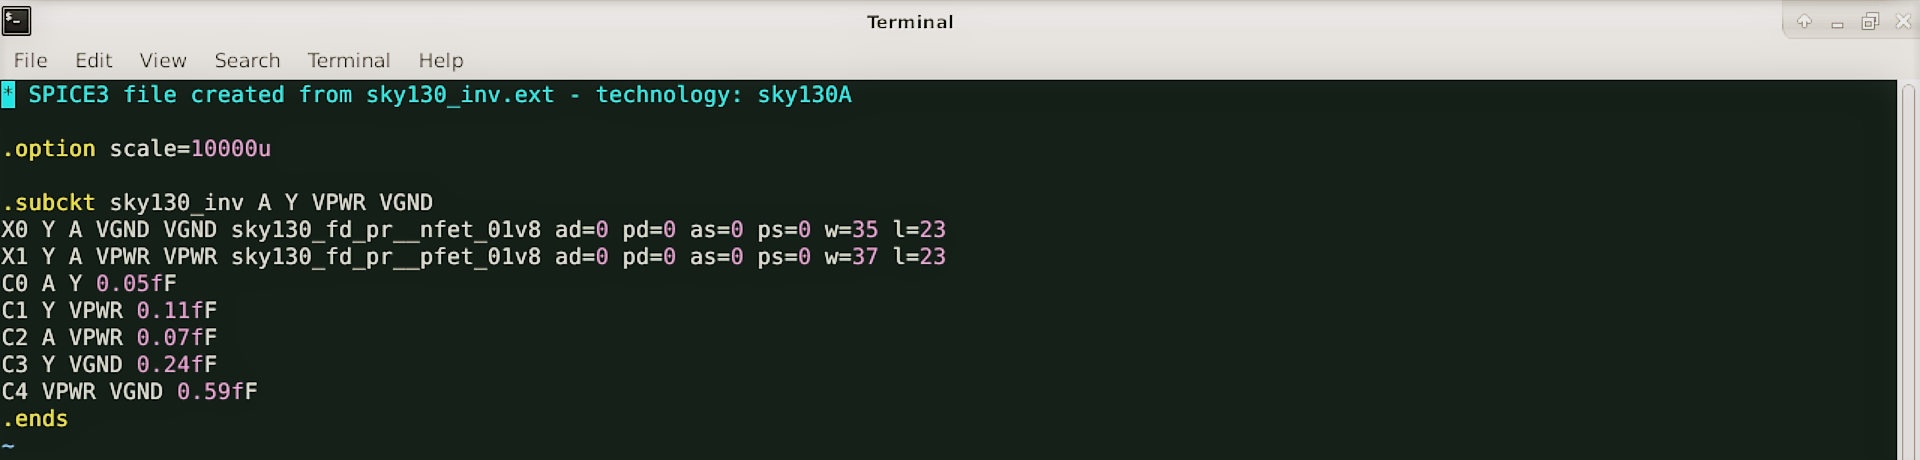 Terminal
File Edit View Search Terminal Help
* SPICE3 file created from sky130_inv.ext - technology: sky130A
.option scale=10000u
.subckt sky130_inv A Y VPWR VGND
X0 Y A VGND VGND sky130_fd_pr__nfet_01v8 ad=0 pd=0 as=0 ps=0 w=35 l=23
X1 Y A VPWR VPWR sky130_fd_pr__pfet_01v8 ad=0 pd=0 as=0 ps=0 w=37 l=23
C0 A Y 0.05fF
C1 Y VPWR 0.11fF
C2 A VPWR 0.07fF
C3 Y VGND 0.24fF
C4 VPWR VGND 0.59fF
.ends
~